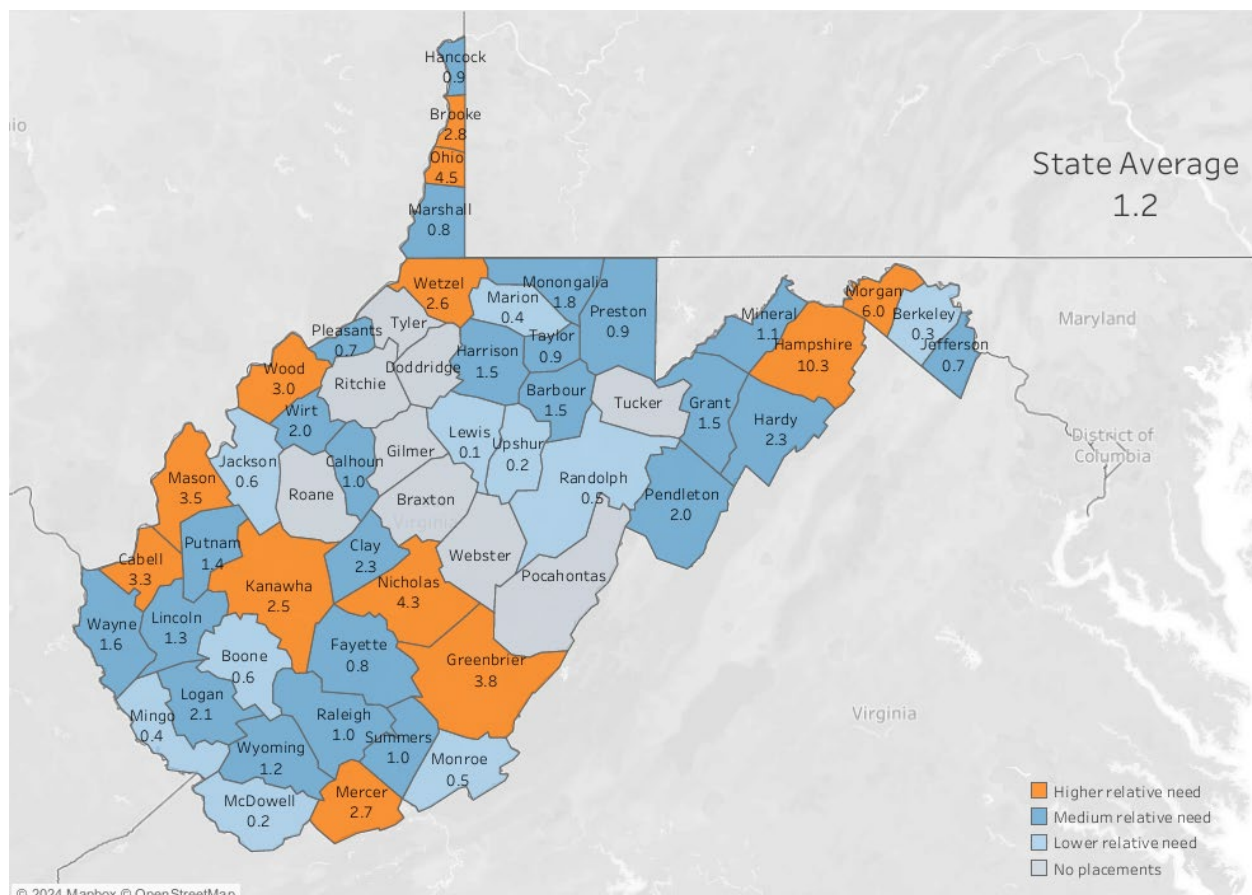 Hancock
0.9
Brooke
2.8
Ohio
4.5
Marshall
0.8
State Average
1.2
io
Wetzel
2.6
Monongalia
1.8
Marion
0.4
Preston
0.9
Morgan
6.0
Berkeley
0.3
Jefferson
0.7
Mineral
1.1
Hampshire
10.3
Maryland
Tyler
Pleasants
0.7
Taylor
0.9
Harrison
1.5
Doddridge
Ritchie
Wood
3.0
Barbour
1.5
Tucker
Grant
1.5
Hardy
2.3
Wirt
2.0
District of
Columbia
Lewis
0.1
Upshur
0.2
Gilmer
Calhoun
1.0
Jackson
0.6
Mason
3.5
Roane
Randolph
0.5
Pendleton
2.0
Braxton
Virginia
Putnam
1.4
Clay
2.3
Webster
Cabell
3.3
Pocahontas
Nicholas
4.3
Kanawha
2.5
Wayne
1.6
Lincoln
1.3
Fayette
0.8
Boone
0.6
Greenbrier
3.8
Logan
2.1
Mingo
0.4
Raleigh
1.0
Virginia
Summers
1.0
Wyoming
1.2
Monroe
0.5
Mercer
2.7
McDowell
0.2
Higher relative need
Medium relative need
Lower relative need
No placements
© 2024 Mapbox © OpenStreetMap